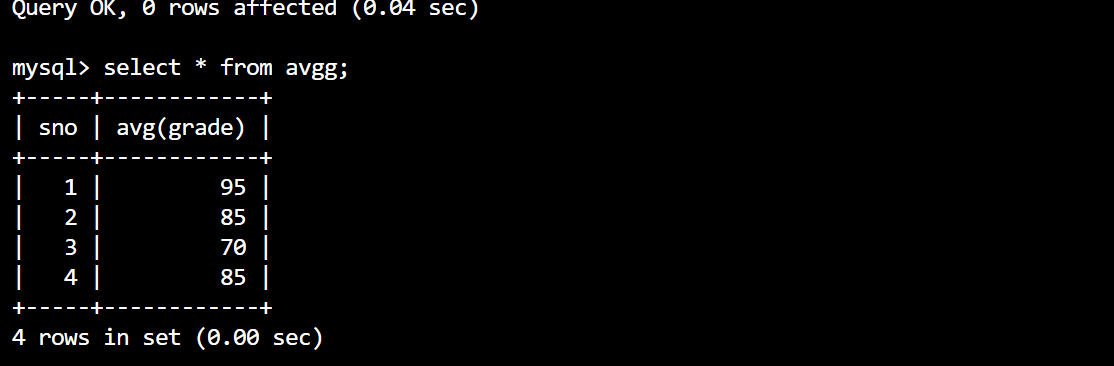 Query OK, 0 rows affected (0.04 sec)
mysql> select * from avgg;
+-----+------------+
| sno | avg(grade) |
+-----+------------+
|   1 |         95 |
|   2 |         85 |
|   3 |         70 |
|   4 |         85 |
+-----+------------+
4 rows in set (0.00 sec)